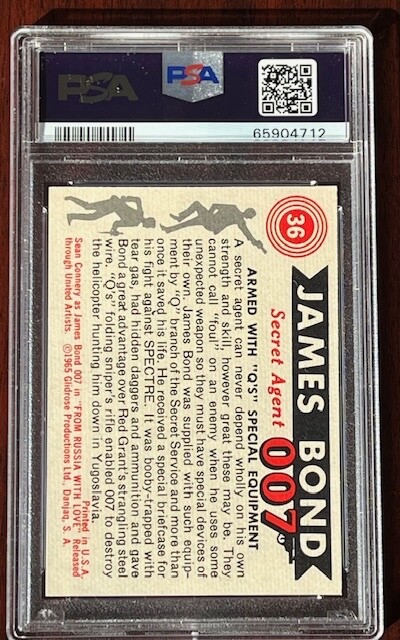 PSA
PSA
65904712
36
JAMES BOND
Secret Agent 007
ARMED WITH "Q'S" SPECIAL EQUIPMENT
A secret agent can never depend wholly on his own
strength and skill, however great these may be. They
cannot call "foul" on an enemy when he uses some
unexpected weapon so they must have special devices of
their own. James Bond was supplied with such equip-
ment by "Q" branch of the Secret Service and more than
once it saved his life. He received a special briefcase for
his fight against SPECTRE. It was booby-trapped with
tear gas, had hidden daggers and ammunition and gave
Bond a great advantage over Red Grant's strangling steel
wire. "Q's" folding sniper's rifle enabled 007 to destroy
the helicopter hunting him down in Yugoslavia.
Printed in U.S.A.
Sean Connery as James Bond 007 in "FROM RUSSIA WITH LOVE" Released
through United Artists. ©1965 Glidrose Productions Ltd., Danjaq, S. A.